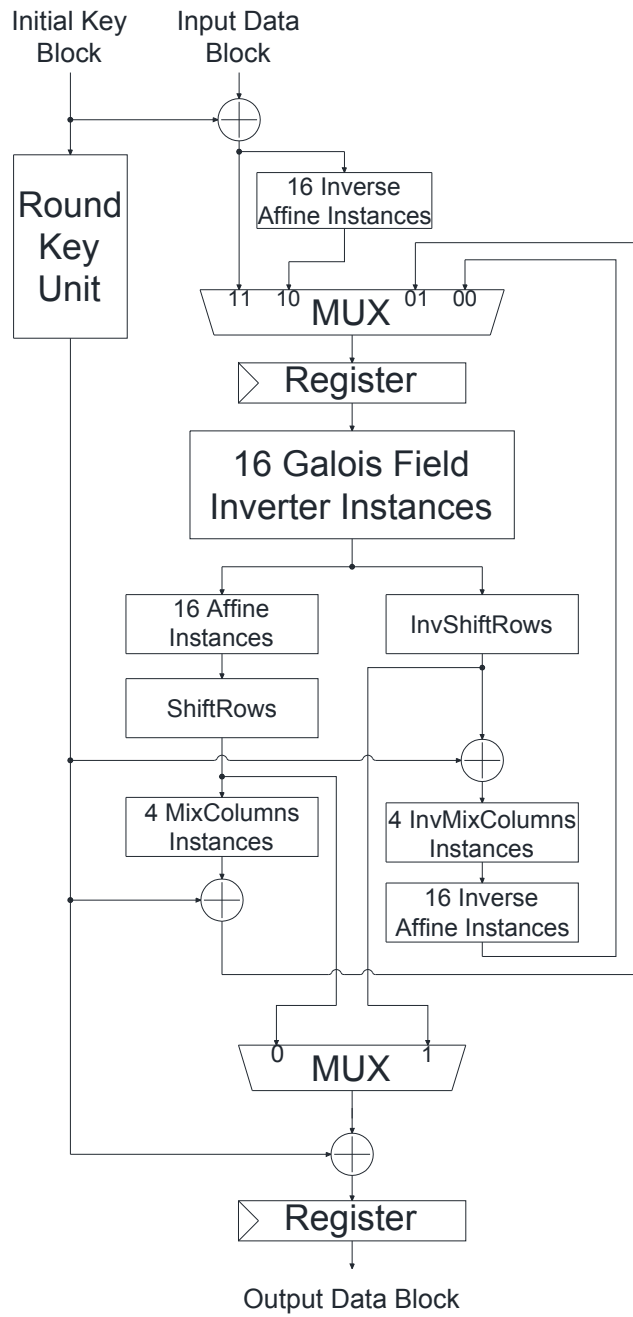 Initial Key
Block
Input Data
Block
Round
Key
Unit
16 Inverse
Affine Instances
11 10 01 00
MUX
Register
16 Galois Field
Inverter Instances
16 Affine
Instances
InvShiftRows
ShiftRows
4 MixColumns
Instances
4 InvMixColumns
Instances
16 Inverse
Affine Instances
0 1
MUX
Register
Output Data Block